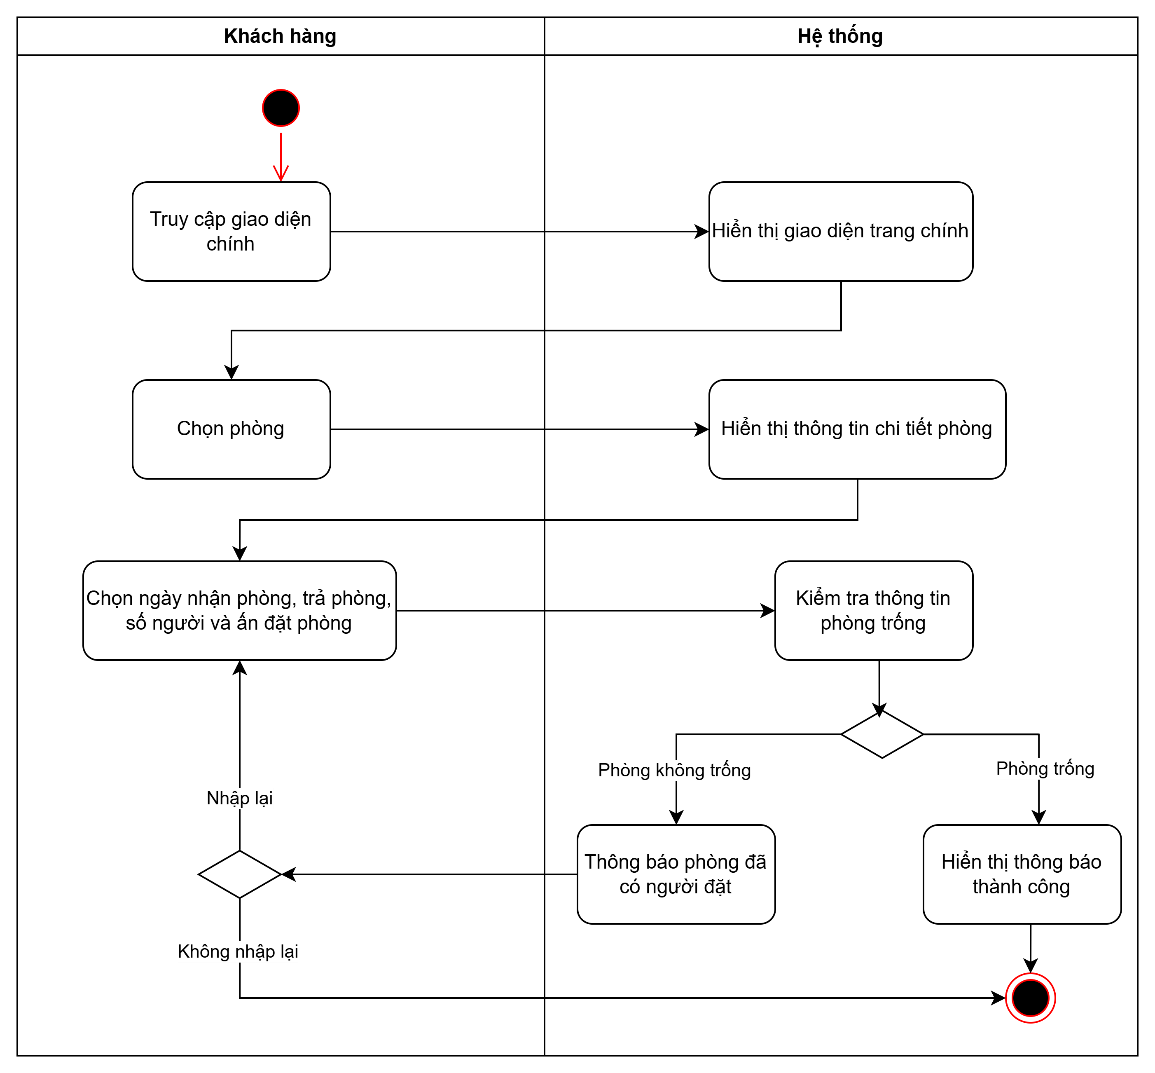 Khách hàng
Hệ thống
Truy cập giao diện
chính
Hiển thị giao diện trang chính
Chọn phòng
Hiển thị thông tin chi tiết phòng
Chọn ngày nhận phòng, trả phòng,
số người và ấn đặt phòng
Kiểm tra thông tin
phòng trống
Phòng không trống
Phòng trống
Nhập lại
Thông báo phòng đã
có người đặt
Hiển thị thông báo
thành công
Không nhập lại